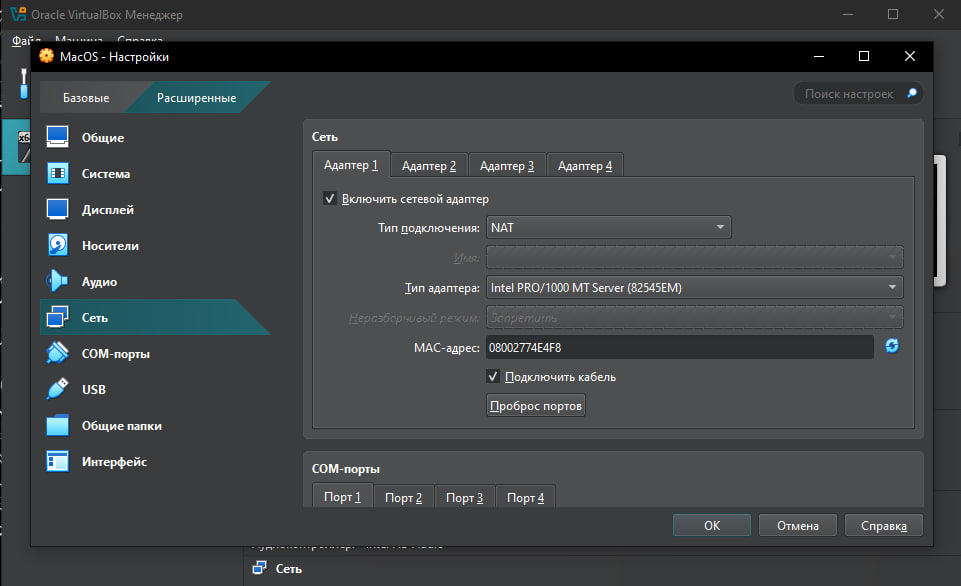 Oracle VirtualBox Менеджер
Файл Машина Справка
MacOS - Настройки
Базовые Расширенные Поиск настроек
Общие
Система
Дисплей
Носители
Аудио
Сеть
COM-порты
USB
Общие папки
Интерфейс
Сеть
Адаптер 1 Адаптер 2 Адаптер 3 Адаптер 4
Включить сетевой адаптер
Тип подключения: NAT
Имя:
Тип адаптера: Intel PRO/1000 MT Server (82545EM)
Неразборчивый режим: Запретить
MAC-адрес: 08002774E4F8
Подключить кабель
Проброс портов
COM-порты
Порт 1 Порт 2 Порт 3 Порт 4
OK Отмена Справка
Сеть